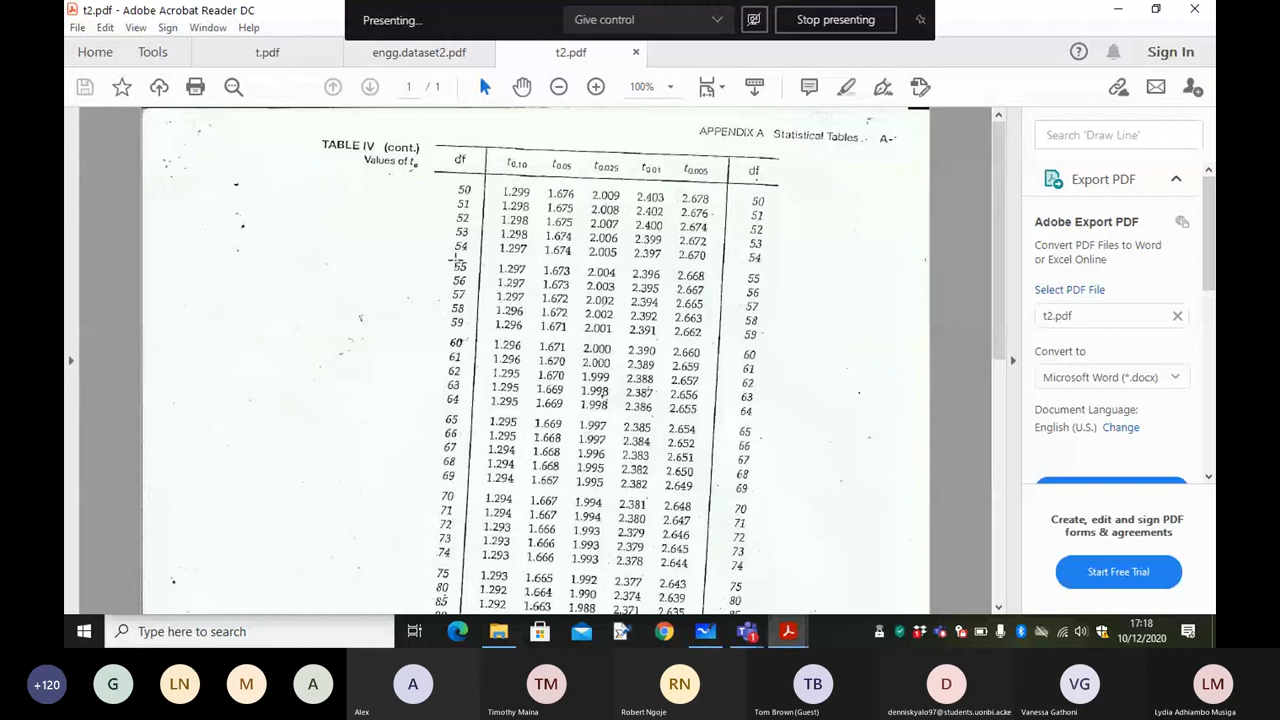 t2.pdf - Adobe Acrobat Reader DC
Presenting...
Give control
Stop presenting
File Edit View Sign Window Help
Home Tools t.pdf engg.dataset2.pdf t2.pdf
Sign In
1 / 1
100%
APPENDIX A Statistical Tables. A-
TABLE IV (cont.)
Values of tα
df t0.10 t0.05 t0.025 t0.01 t0.005 df
50 1.299 1.676 2.009 2.403 2.678 50
51 1.298 1.675 2.008 2.402 2.676 51
52 1.298 1.675 2.007 2.400 2.674 52
53 1.298 1.674 2.006 2.399 2.672 53
54 1.297 1.674 2.005 2.397 2.670 54
55 1.297 1.673 2.004 2.396 2.668 55
56 1.297 1.673 2.003 2.395 2.667 56
57 1.297 1.672 2.002 2.394 2.665 57
58 1.296 1.672 2.002 2.392 2.663 58
59 1.296 1.671 2.001 2.391 2.662 59
60 1.296 1.671 2.000 2.390 2.660 60
61 1.296 1.670 2.000 2.389 2.659 61
62 1.295 1.670 1.999 2.388 2.657 62
63 1.295 1.669 1.998 2.387 2.656 63
64 1.295 1.669 1.998 2.386 2.655 64
65 1.295 1.669 1.997 2.385 2.654 65
66 1.295 1.668 1.997 2.384 2.652 66
67 1.294 1.668 1.996 2.383 2.651 67
68 1.294 1.668 1.995 2.382 2.650 68
69 1.294 1.667 1.995 2.382 2.649 69
70 1.294 1.667 1.994 2.381 2.648 70
71 1.294 1.667 1.994 2.380 2.647 71
72 1.293 1.666 1.993 2.379 2.646 72
73 1.293 1.666 1.993 2.379 2.645 73
74 1.293 1.666 1.993 2.378 2.644 74
75 1.293 1.665 1.992 2.377 2.643 75
80 1.292 1.664 1.990 2.374 2.639 80
85 1.292 1.663 1.988 2.371 2.635
Search 'Draw Line'
Export PDF
Adobe Export PDF
Convert PDF Files to Word
or Excel Online
Select PDF File
t2.pdf
Convert to
Microsoft Word (*.docx)
Document Language:
English (U.S.) Change
Create, edit and sign PDF
forms & agreements
Start Free Trial
Type here to search
17:18
10/12/2020
+120 G LN M A A TM RN TB D VG LM
Alex Timothy Maina Robert Ngoje Tom Brown (Guest) denniskyalo97@students.uonbi.ac.ke Vanessa Gathoni Lydia Adhiambo Musiga